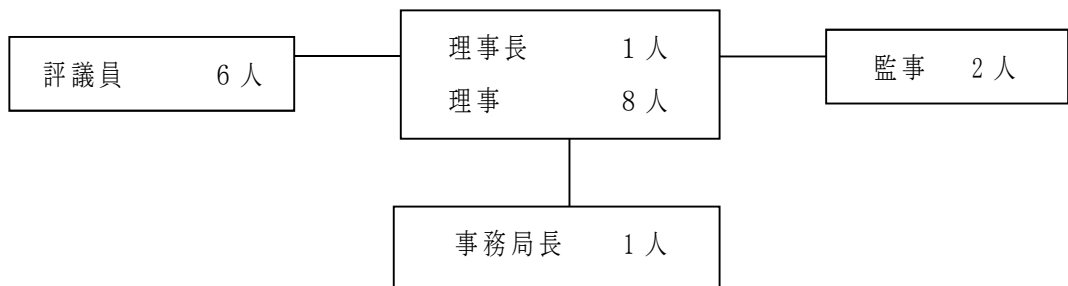 評議員 6人
理事長 1人
理事 8人
監事 2人
事務局長 1人